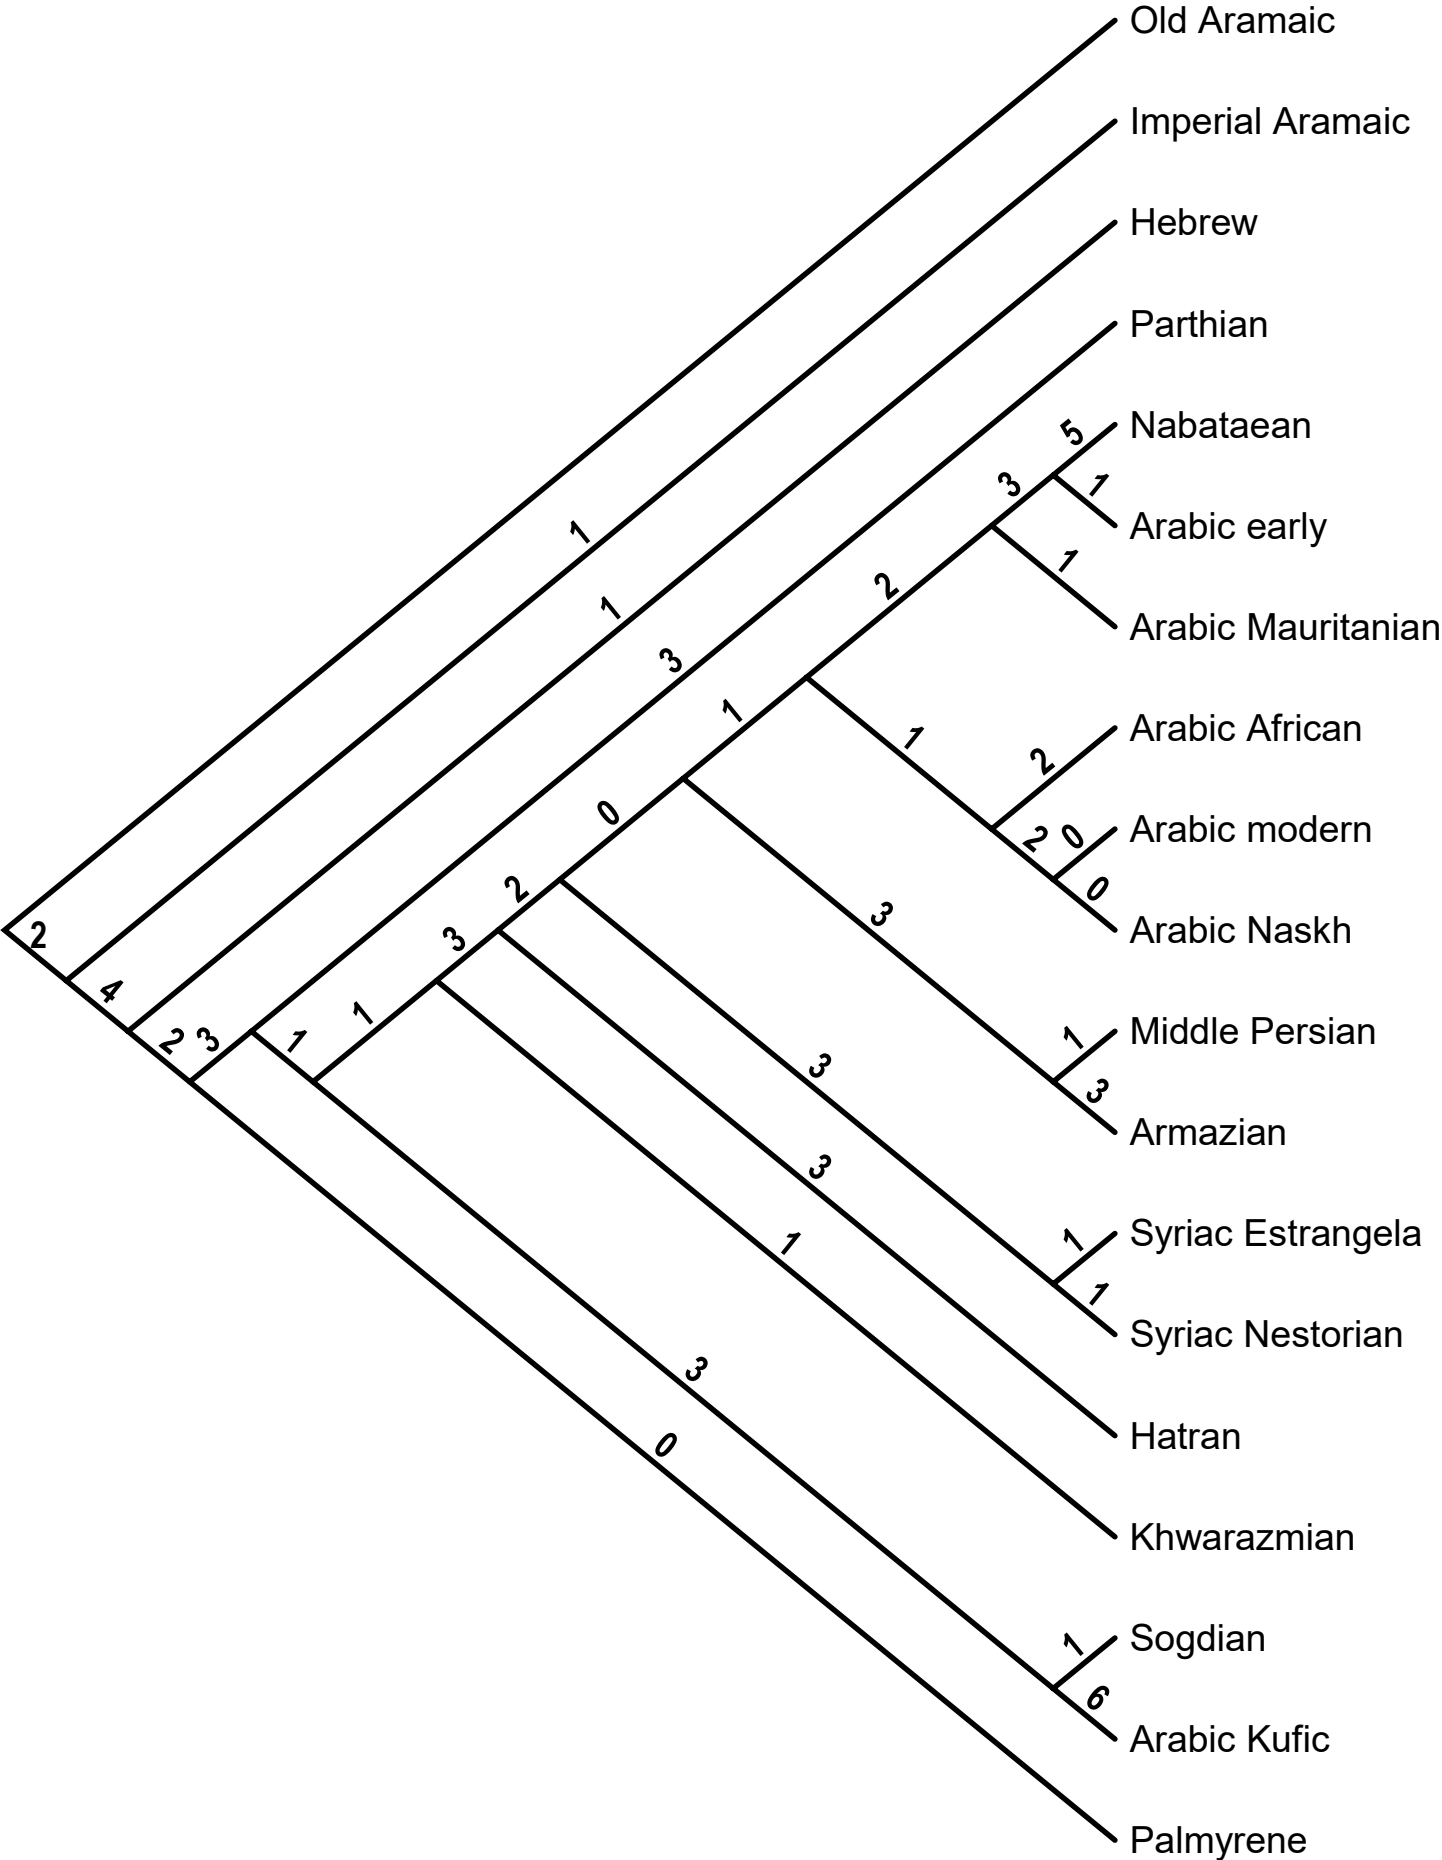 Old Aramaic
Imperial Aramaic
Hebrew
Parthian
5 Nabataean
3 1
Arabic early
1 1
2
Arabic Mauritanian
1
3
1
1 2 Arabic African
0 2 0 Arabic modern
2 0
2 3 3 Arabic Naskh
4 1
2 3 1 1 Middle Persian
3 3
Armazian
3
1 Syriac Estrangela
1 1
Syriac Nestorian
3
0 Hatran
Khwarazmian
1 Sogdian
6
Arabic Kufic
Palmyrene